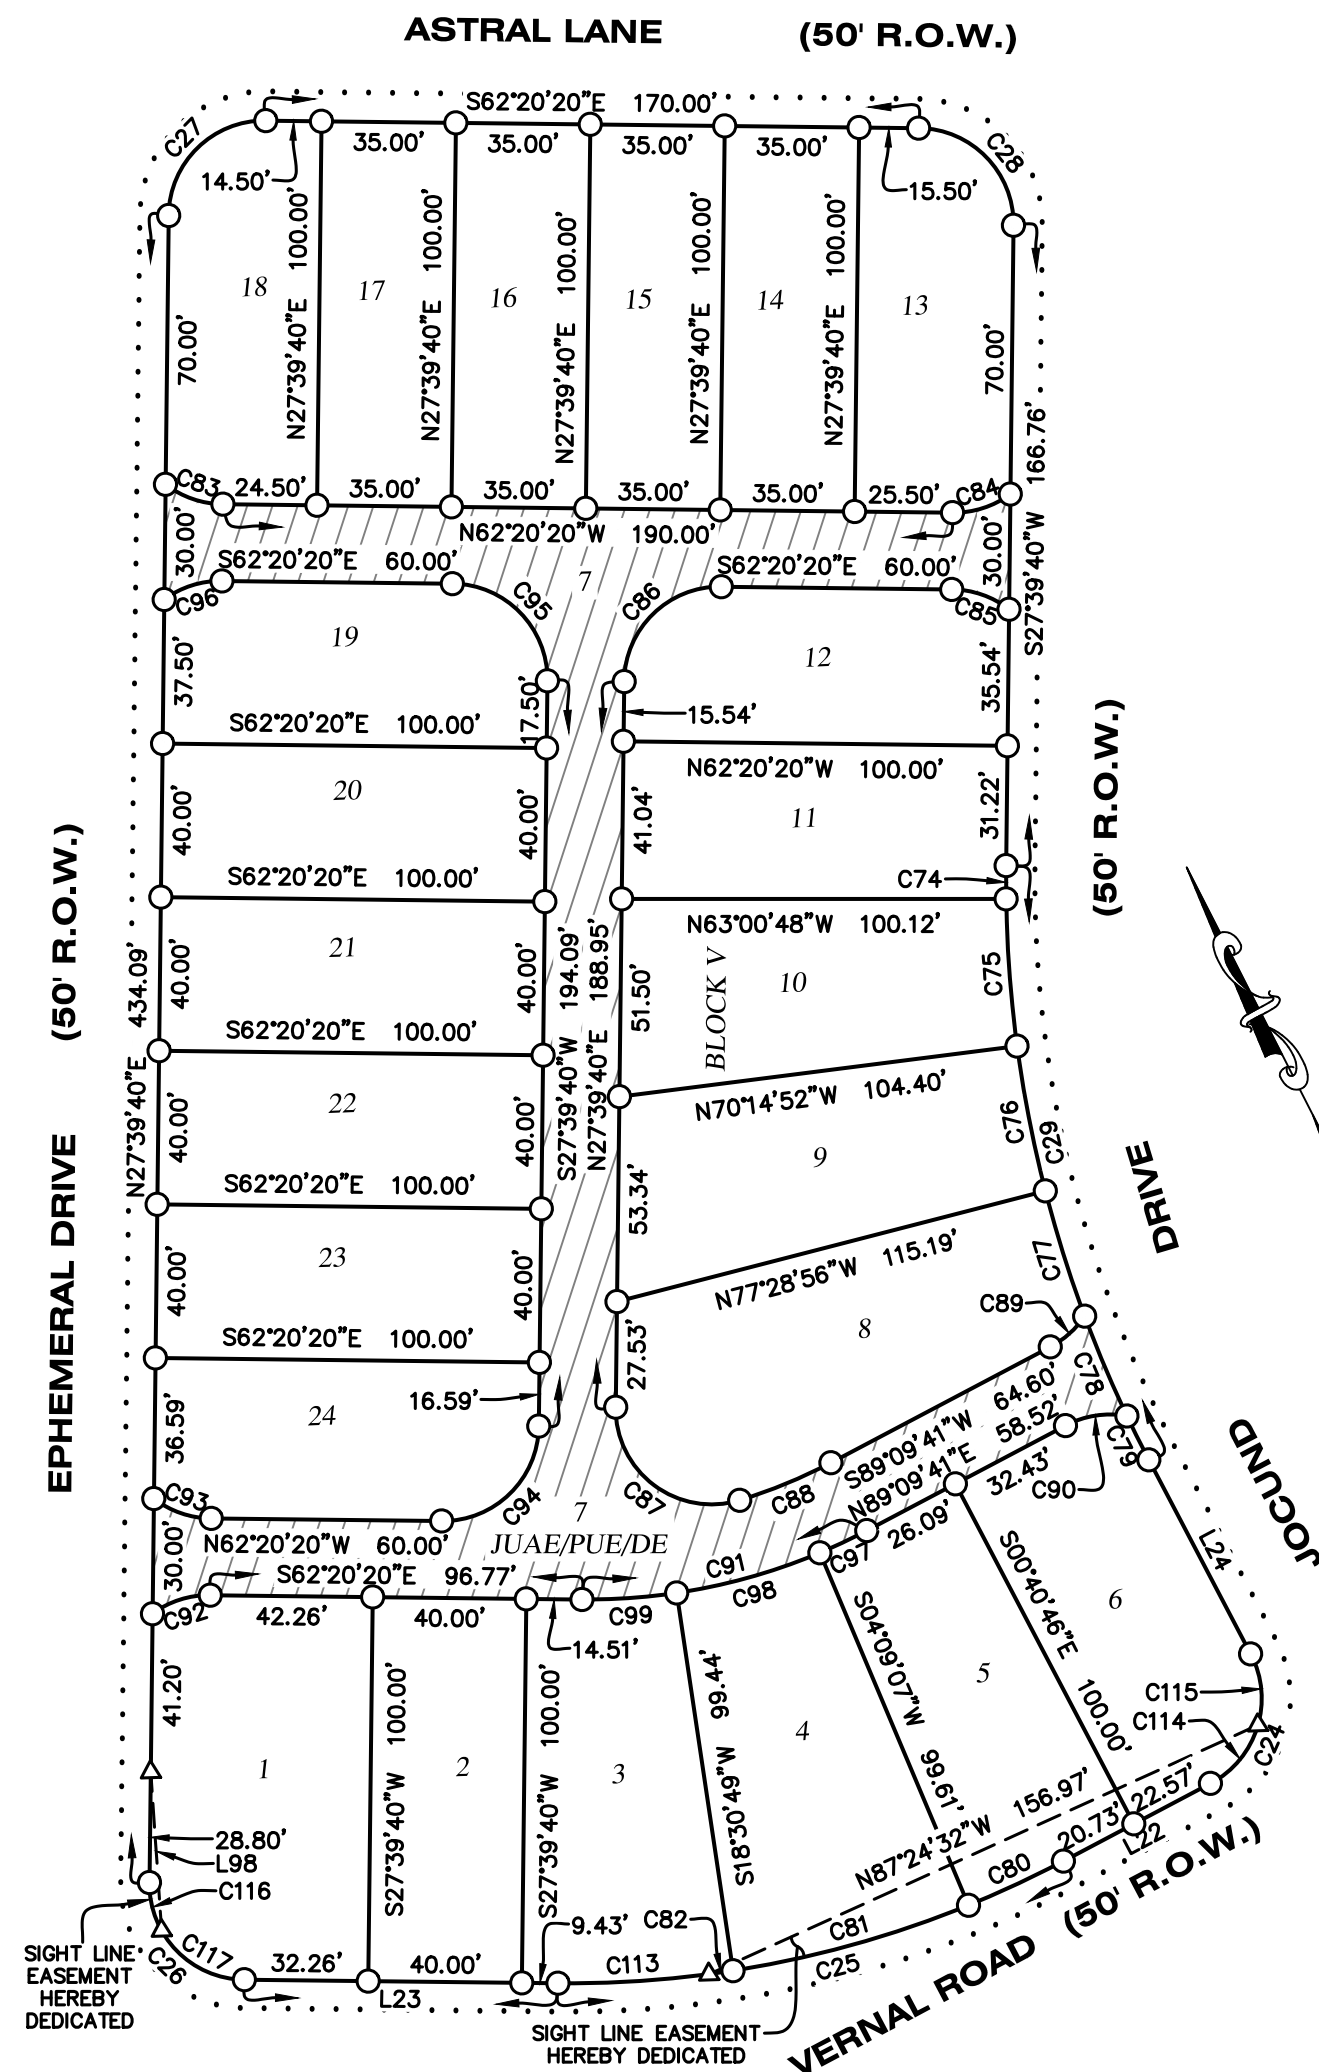 ASTRAL LANE (50' R.O.W.)
S62°20'20"E 170.00'
C27
C28
35.00'
35.00'
35.00'
35.00'
14.50'
15.50'
N27°39'40"E 100.00'
N27°39'40"E 100.00'
N27°39'40"E 100.00'
N27°39'40"E 100.00'
N27°39'40"E 100.00'
18
17
16
15
14
13
70.00'
70.00'
166.76'
S27°39'40"W
C83
24.50'
35.00'
35.00'
35.00'
35.00'
25.50'
C84
N62°20'20"W 190.00'
30.00'
30.00'
S62°20'20"E 60.00'
S62°20'20"E 60.00'
7
C96
C95
C86
C85
19
12
37.50'
17.50'
15.54'
35.54'
S62°20'20"E 100.00'
N62°20'20"W 100.00'
20
11
40.00'
40.00'
41.04'
31.22'
(50' R.O.W.)
(50' R.O.W.)
S62°20'20"E 100.00'
C74
N63°00'48"W 100.12'
21
10
BLOCK V
434.09'
N27°39'40"E
40.00'
40.00'
S27°39'40"W 194.09'
N27°39'40"E 188.95'
51.50'
C75
S62°20'20"E 100.00'
N70°14'52"W 104.40'
22
9
40.00'
40.00'
53.34'
C76
C29
S62°20'20"E 100.00'
EPHEMERAL DRIVE
DRIVE
23
40.00'
40.00'
N77°28'56"W 115.19'
C77
C89
8
S62°20'20"E 100.00'
27.53'
16.59'
24
36.59'
C78
64.60'
S89°09'41"W
58.52'
N89°09'41"E
32.43'
C79
C90
JOCUND
C93
C94
C87
C88
7
JUAE/PUE/DE
N62°20'20"W 60.00'
30.00'
S62°20'20"E 96.77'
C91
C97
26.09'
L24
C92
42.26'
40.00'
C99
C98
14.51'
6
S00°40'46"E 100.00'
S04°09'07"W 99.61'
5
41.20'
S27°39'40"W 100.00'
S27°39'40"W 100.00'
S18°30'49"W 99.44'
4
C115
C114
C24
1
2
3
N87°24'32"W 156.97'
22.57'
20.73'
L22
28.80'
L98
C116
C80
C81
C82
9.43'
C25
SIGHT LINE
EASEMENT
HEREBY
DEDICATED
C117
C26
32.26'
40.00'
C113
L23
SIGHT LINE EASEMENT
HEREBY DEDICATED
VERNAL ROAD (50' R.O.W.)